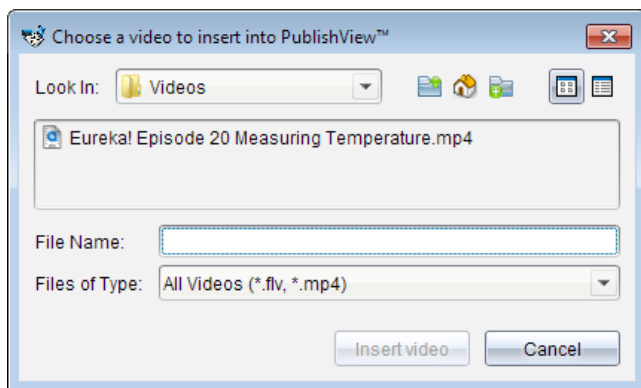 Choose a video to insert into PublishView™
Look In: Videos
Eureka! Episode 20 Measuring Temperature.mp4
File Name:
Files of Type: All Videos (*.flv, *.mp4)
Insert video Cancel